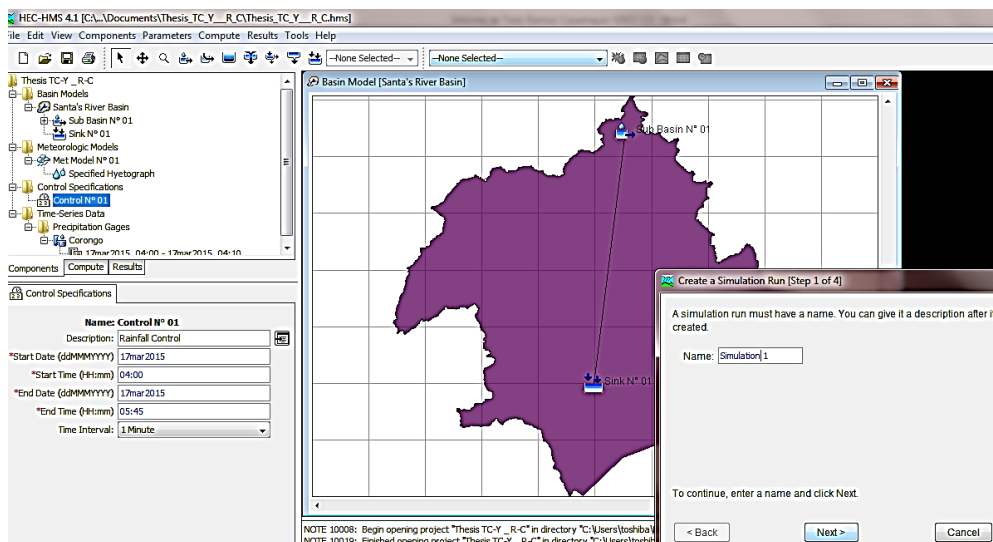 HEC-HMS 4.1 [C:\...\Documents\Thesis_TC_Y__R_C\Thesis_TC_Y__R_C.hms]
File Edit View Components Parameters Compute Results Tools Help
--None Selected--
--None Selected--
Thesis TC-Y _R-C
Basin Models
Santa's River Basin
Sub Basin N° 01
Sink N° 01
Meteorologic Models
Met Model N° 01
Specified Hyetograph
Control Specifications
Control N° 01
Time-Series Data
Precipitation Gages
Corongo
17mar2015, 04:00 - 17mar2015, 04:10
Components Compute Results
Control Specifications
Name: Control N° 01
Description: Rainfall Control
*Start Date (ddMMMYYYY) 17mar2015
*Start Time (HH:mm) 04:00
*End Date (ddMMMYYYY) 17mar2015
*End Time (HH:mm) 05:45
Time Interval: 1 Minute
Basin Model [Santa's River Basin]
Sub Basin N° 01
Sink N° 01
NOTE 10008: Begin opening project "Thesis TC-Y _ R-C" in directory "C:\Users\toshiba\
NOTE 10019: Finished opening project "Thesis TC-Y _ R-C" in directory "C:\Users\toshib
Create a Simulation Run [Step 1 of 4]
A simulation run must have a name. You can give it a description after i
created.
Name: Simulation 1
To continue, enter a name and click Next.
< Back Next > Cancel